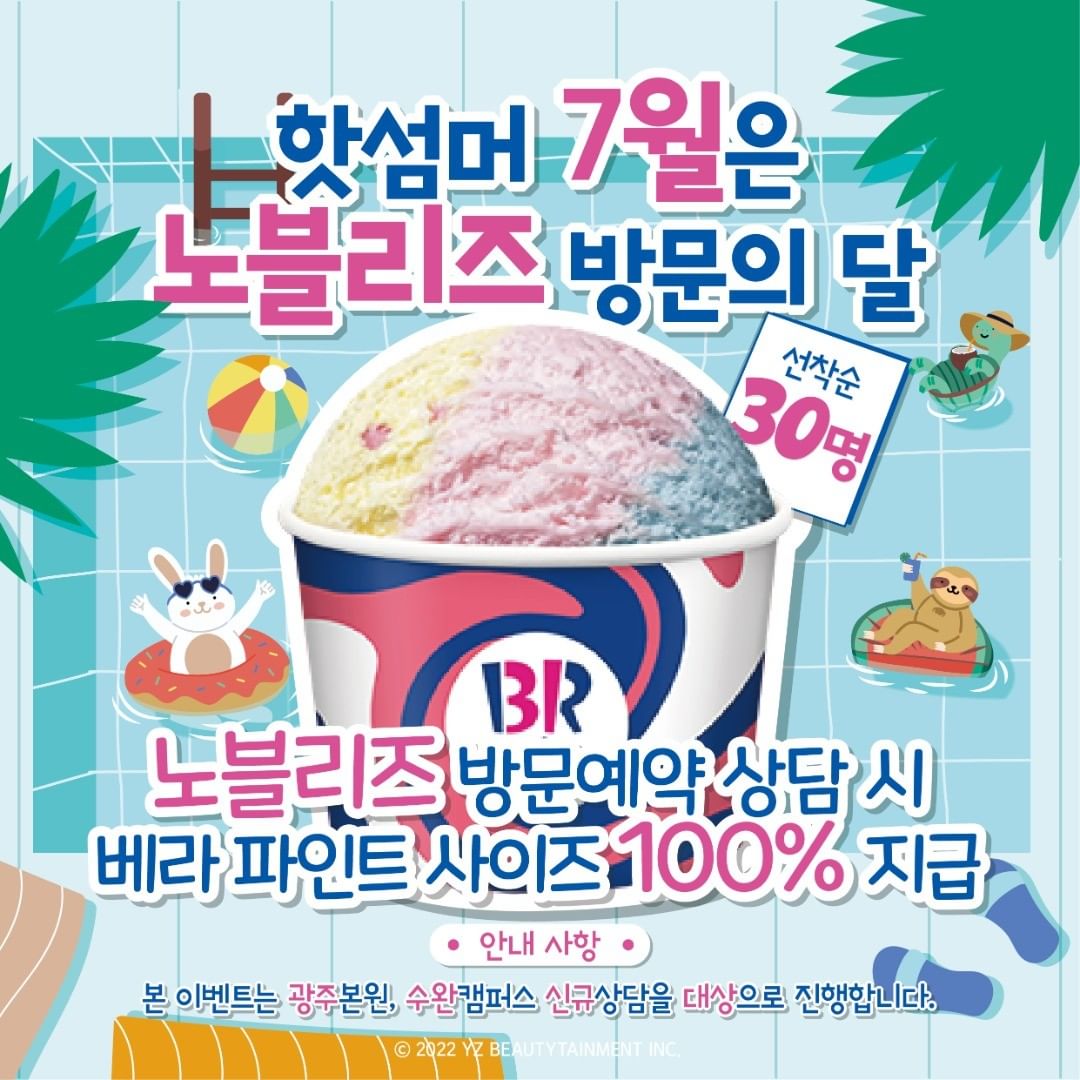 핫섬머 7월은
노블리즈 방문의 달
선착순
30명
BR
노블리즈 방문예약 상담 시
베라 파인트 사이즈 100% 지급
• 안내 사항 •
본 이벤트는 광주본원, 수완캠퍼스 신규상담을 대상으로 진행합니다.
© 2022 YZ BEAUTYTAINMENT INC.